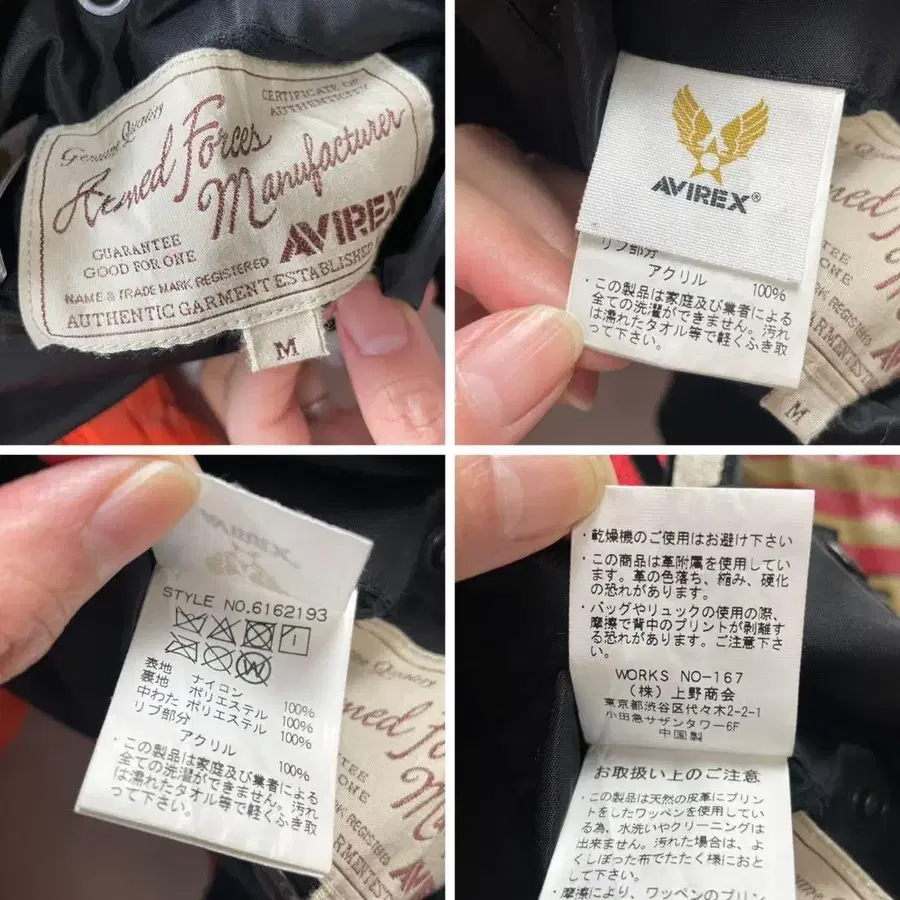 Genuine Quality
CERTIFICATE OF
AUTHENTICITY
Armed Forces
Manufacturer
GUARANTEE
GOOD FOR ONE
AVIREX
NAME & TRADE MARK REGISTERED
AUTHENTIC GARMENT ESTABLISHED
M
AVIREX®
リブ部分
アクリル 100%
・この製品は家庭及び業者による
全ての洗濯ができません。汚れ
は濡れたタオル等で軽くふき取
って下さい。
M
AVIREX
STYLE NO.6162193
表地 ナイロン 100%
裏地 ポリエステル 100%
中わた ポリエステル 100%
リブ部分
アクリル 100%
・この製品は家庭及び業者による
全ての洗濯ができません。汚れ
は濡れたタオル等で軽くふき取
って下さい。
・乾燥機のご使用はお避け下さい
・この商品は革附属を使用してい
ます。革の色落ち、縮み、硬化
の恐れがあります。
・バッグやリュックの使用の際、
摩擦で背中のプリントが剥離す
る恐れがあります。ご注意下さ
い。
WORKS NO-167
(株)上野商会
東京都渋谷区代々木2-2-1
小田急サザンタワー6F
中国製
お取扱い上のご注意
・この製品は天然の皮革にプリン
トをしたワッペンを使用してい
る為、水洗いやクリーニングは
出来ません。汚れた場合は、よ
くしぼった布でたたく様におと
して下さい。
・摩擦により、ワッペンのプリン